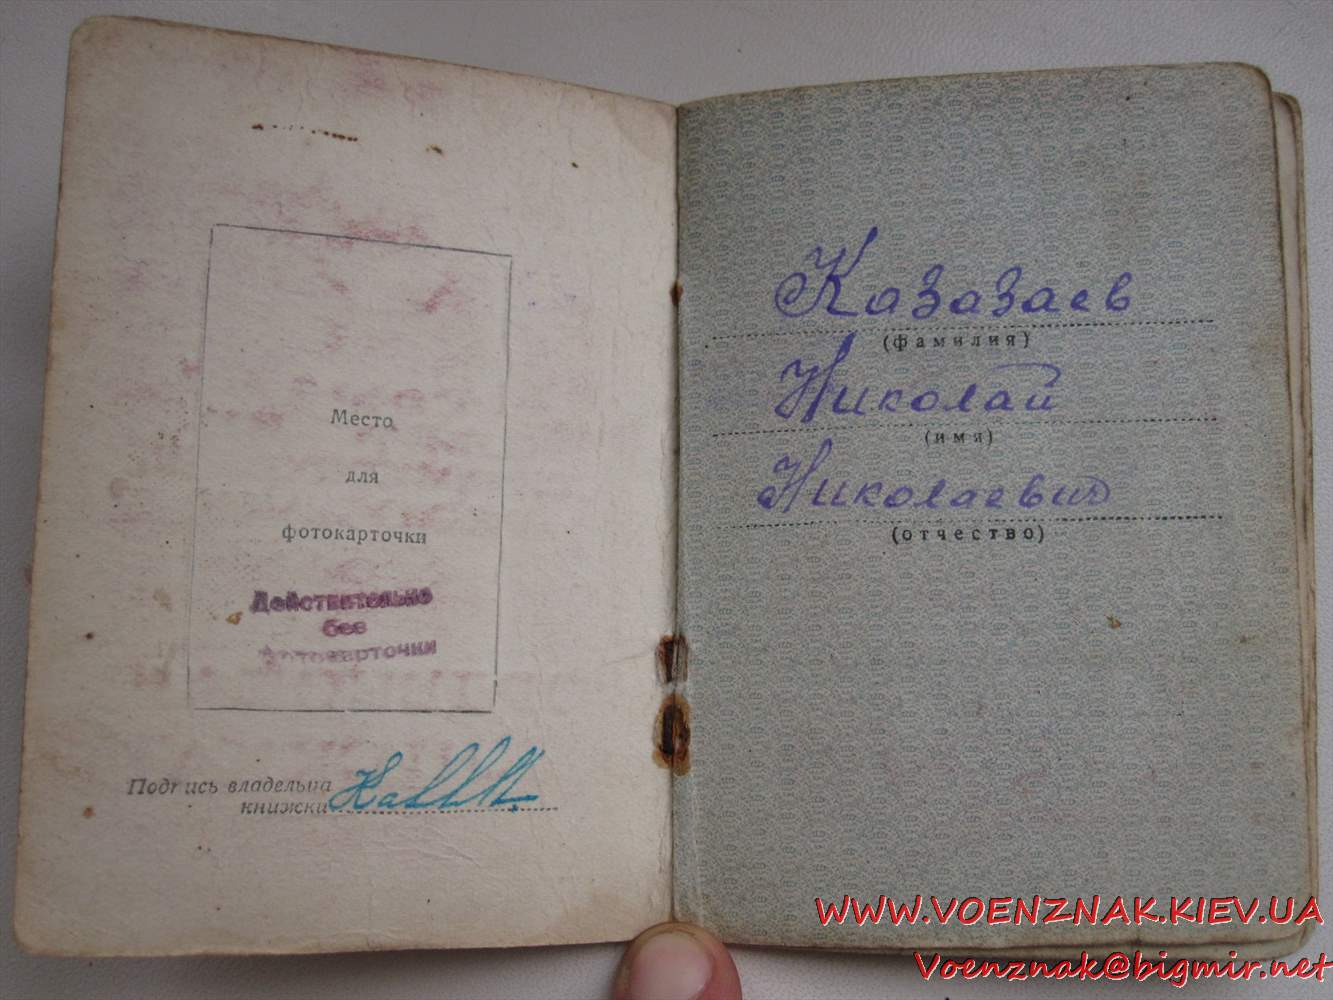 Место
для
фотокарточки
Действительно
без
фотокарточки
Подпись владельца
книжки
Казазаев
(фамилия)
Николай
(имя)
Николаевич
(отчество)
WWW.VOENZNAK.KIEV.UA
Voenznak@bigmir.net